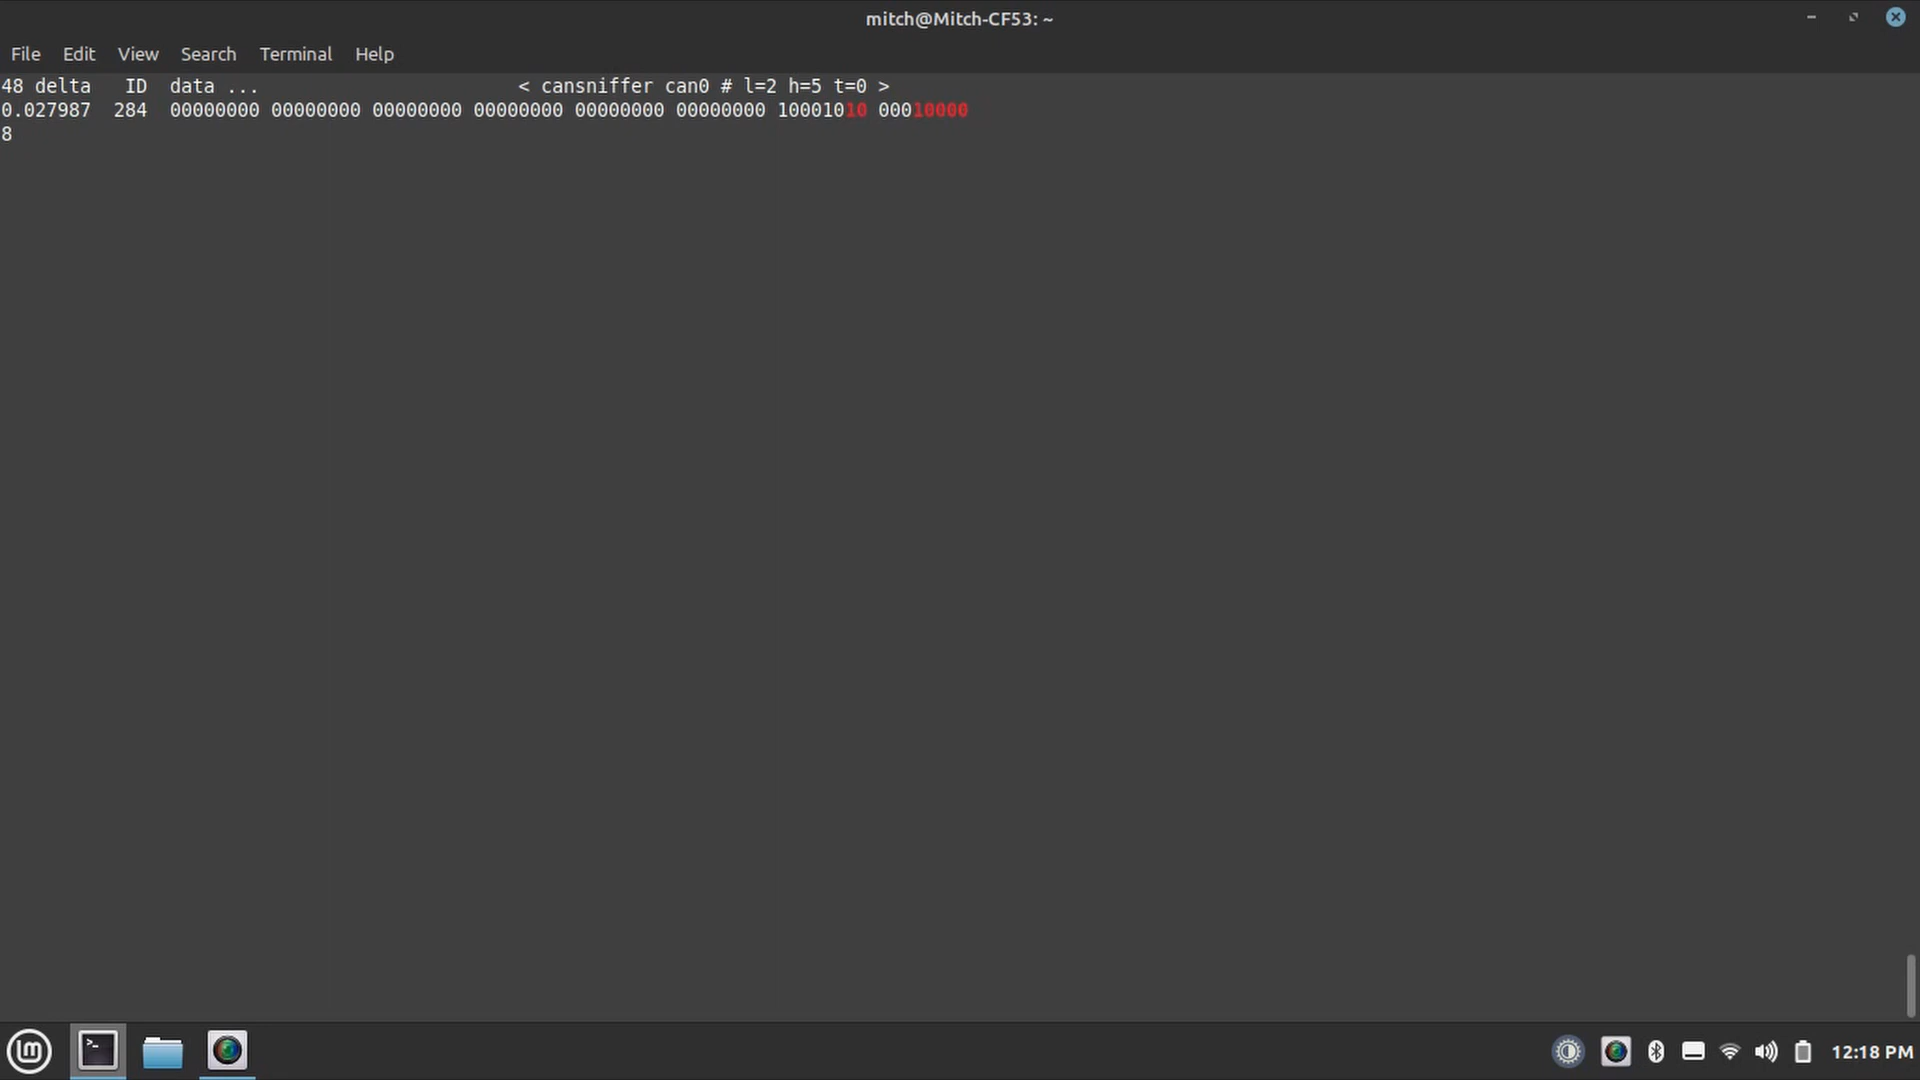 mitch@Mitch-CF53: ~
File Edit View Search Terminal Help
48 delta   ID  data ...                       < cansniffer can0 # l=2 h=5 t=0 >
0.027987  284  00000000 00000000 00000000 00000000 00000000 00000000 10001010 00010000
8
>_
lm
12:18 PM